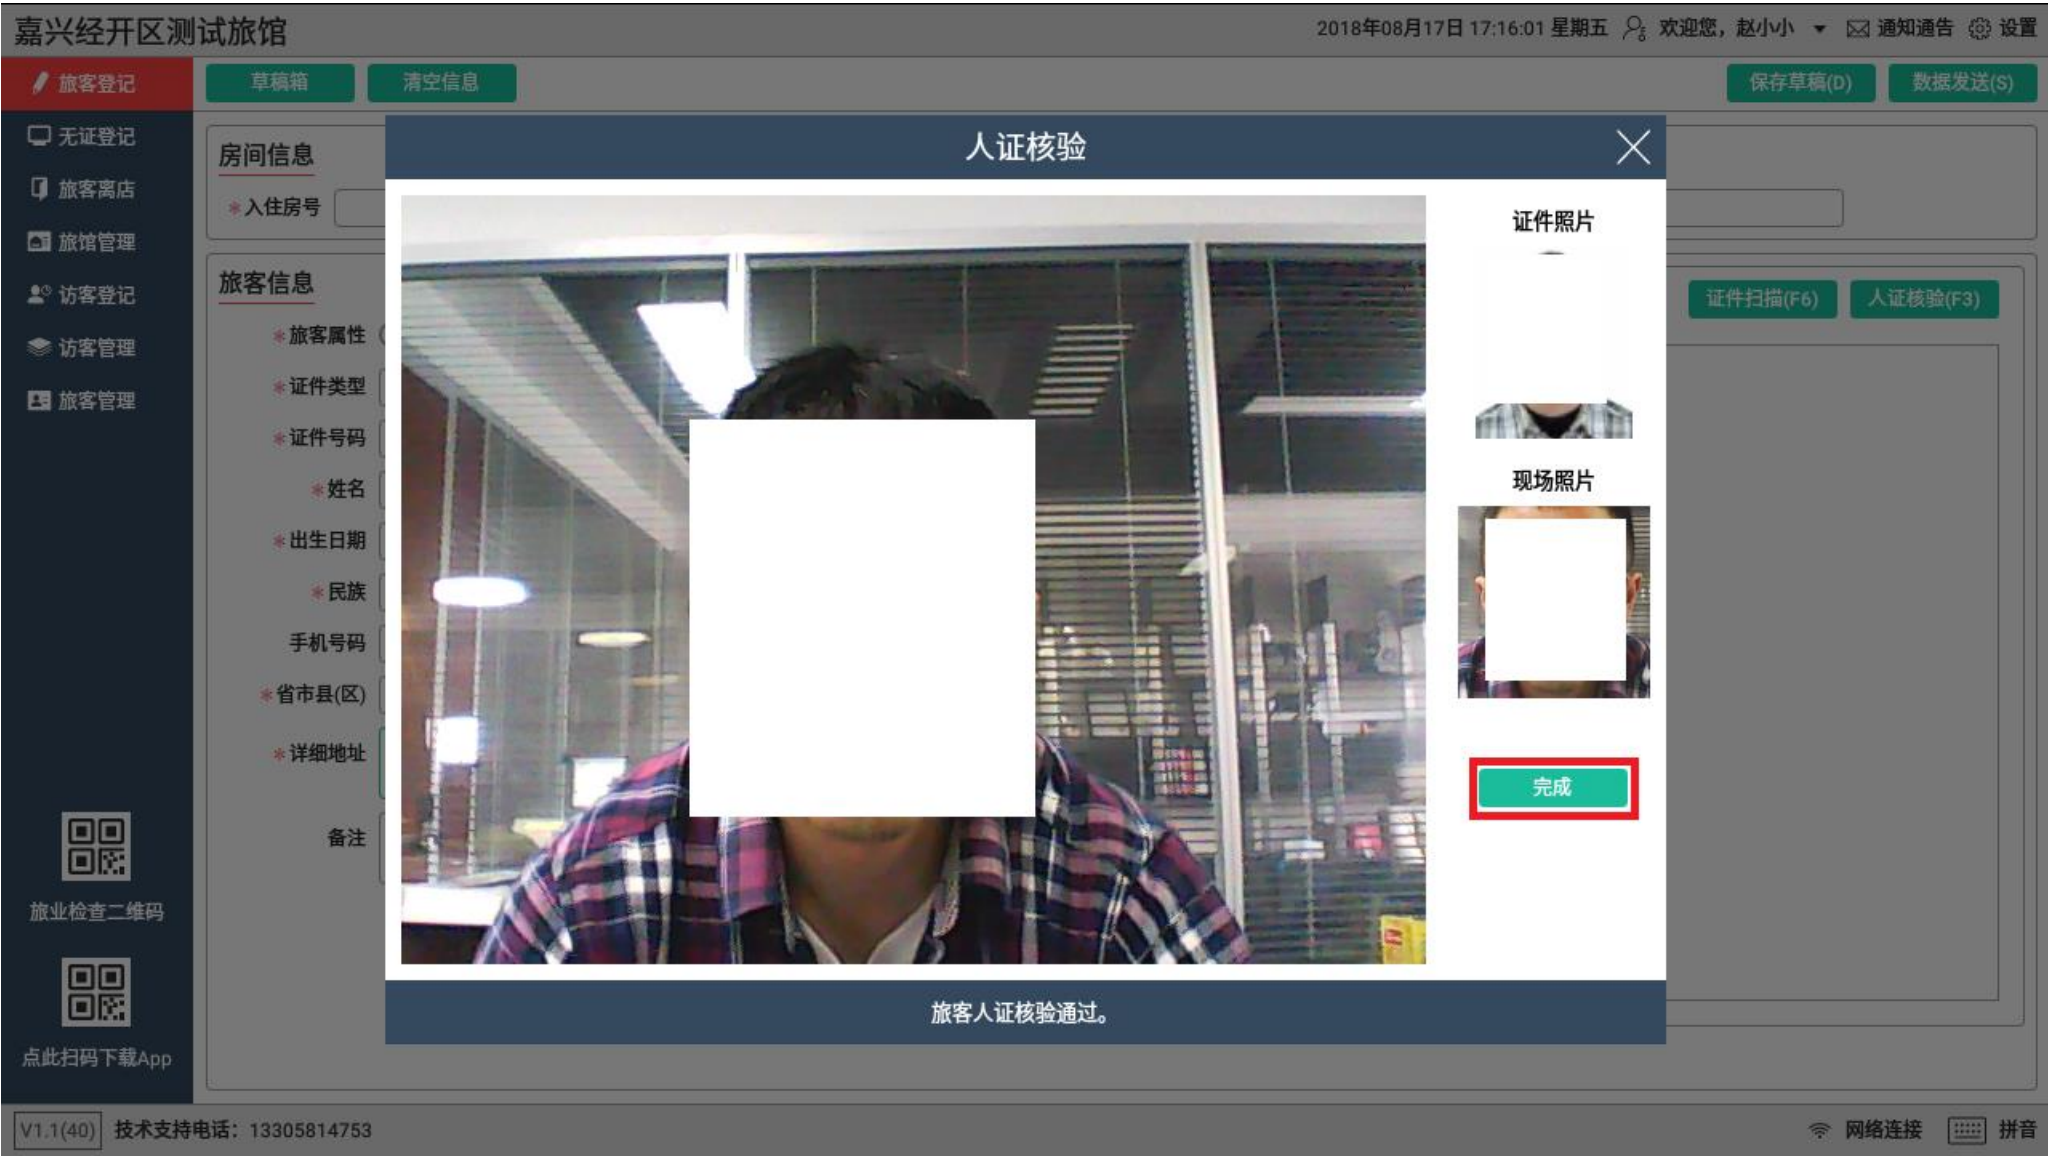 嘉兴经开区测试旅馆
2018年08月17日 17:16:01 星期五 欢迎您，赵小小 通知通告 设置
旅客登记
草稿箱
清空信息
保存草稿(D)
数据发送(S)
无证登记
旅客离店
旅馆管理
访客登记
访客管理
旅客管理
旅业检查二维码
点此扫码下载App
房间信息
*入住房号
旅客信息
证件扫描(F6)
人证核验(F3)
*旅客属性
*证件类型
*证件号码
*姓名
*出生日期
*民族
手机号码
*省市县(区)
*详细地址
备注
人证核验
证件照片
现场照片
完成
旅客人证核验通过。
V1.1(40) 技术支持电话：13305814753
网络连接 拼音